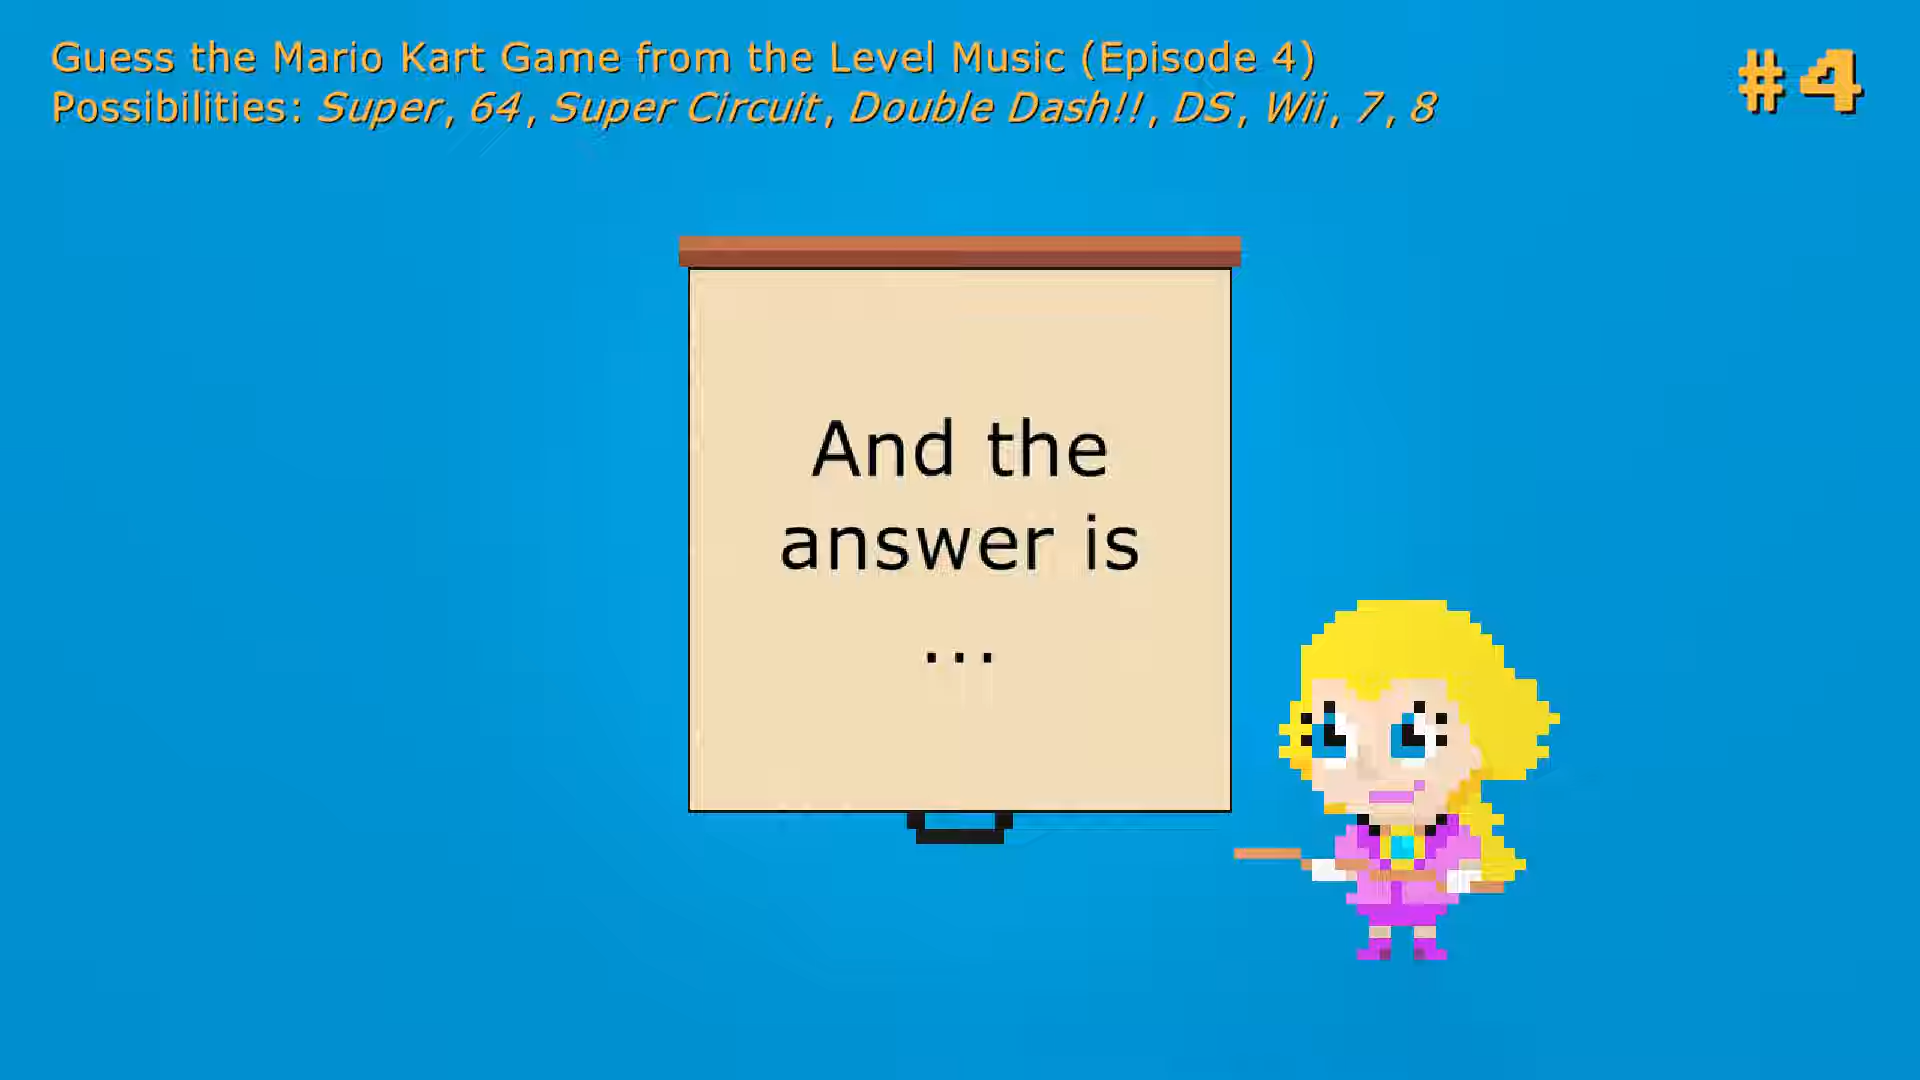 Guess the Mario Kart Game from the Level Music (Episode 4)
Possibilities: Super, 64, Super Circuit, Double Dash!!, DS, Wii, 7, 8
#4
And the
answer is
...